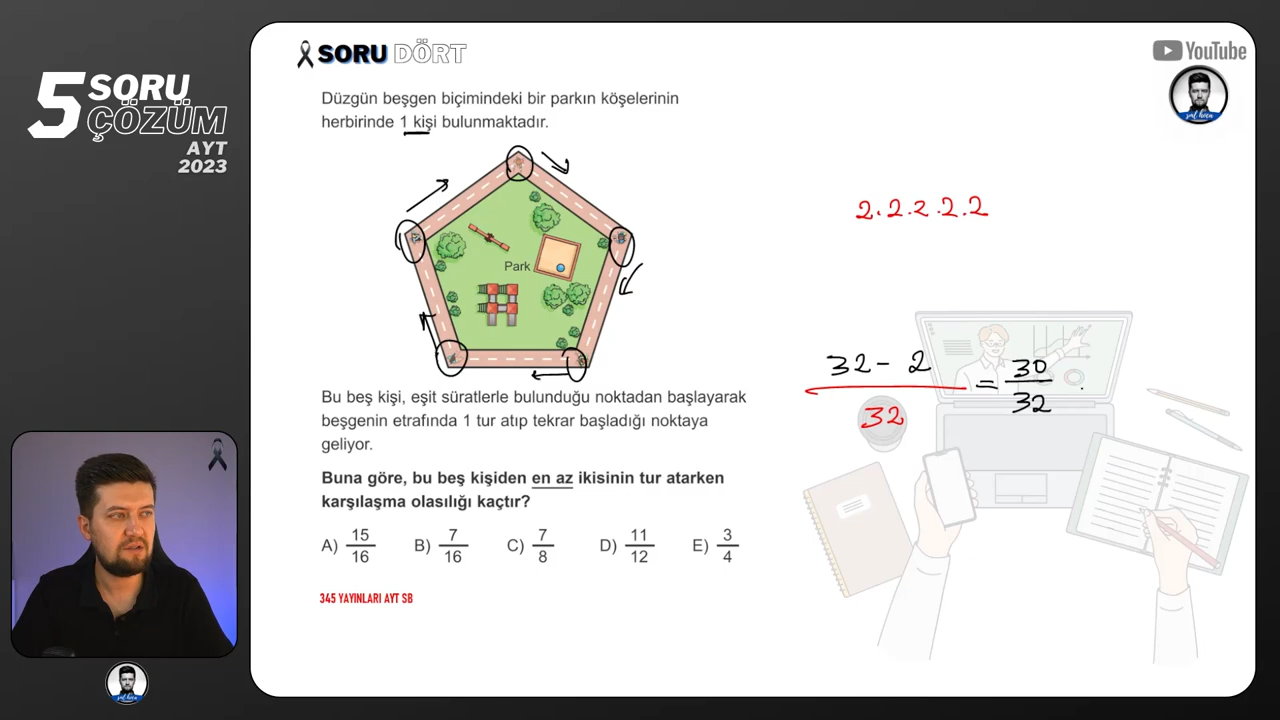 5 SORU
ÇÖZÜM
AYT
2023
SORU DÖRT
YouTube
Düzgün beşgen biçimindeki bir parkın köşelerinin
herbirinde 1 kişi bulunmaktadır.
Park
2.2.2.2.2
32 - 2
32
= 30
32
Bu beş kişi, eşit süratlerle bulunduğu noktadan başlayarak
beşgenin etrafında 1 tur atıp tekrar başladığı noktaya
geliyor.
Buna göre, bu beş kişiden en az ikisinin tur atarken
karşılaşma olasılığı kaçtır?
A) 15/16 B) 7/16 C) 7/8 D) 11/12 E) 3/4
345 YAYINLARI AYT SB